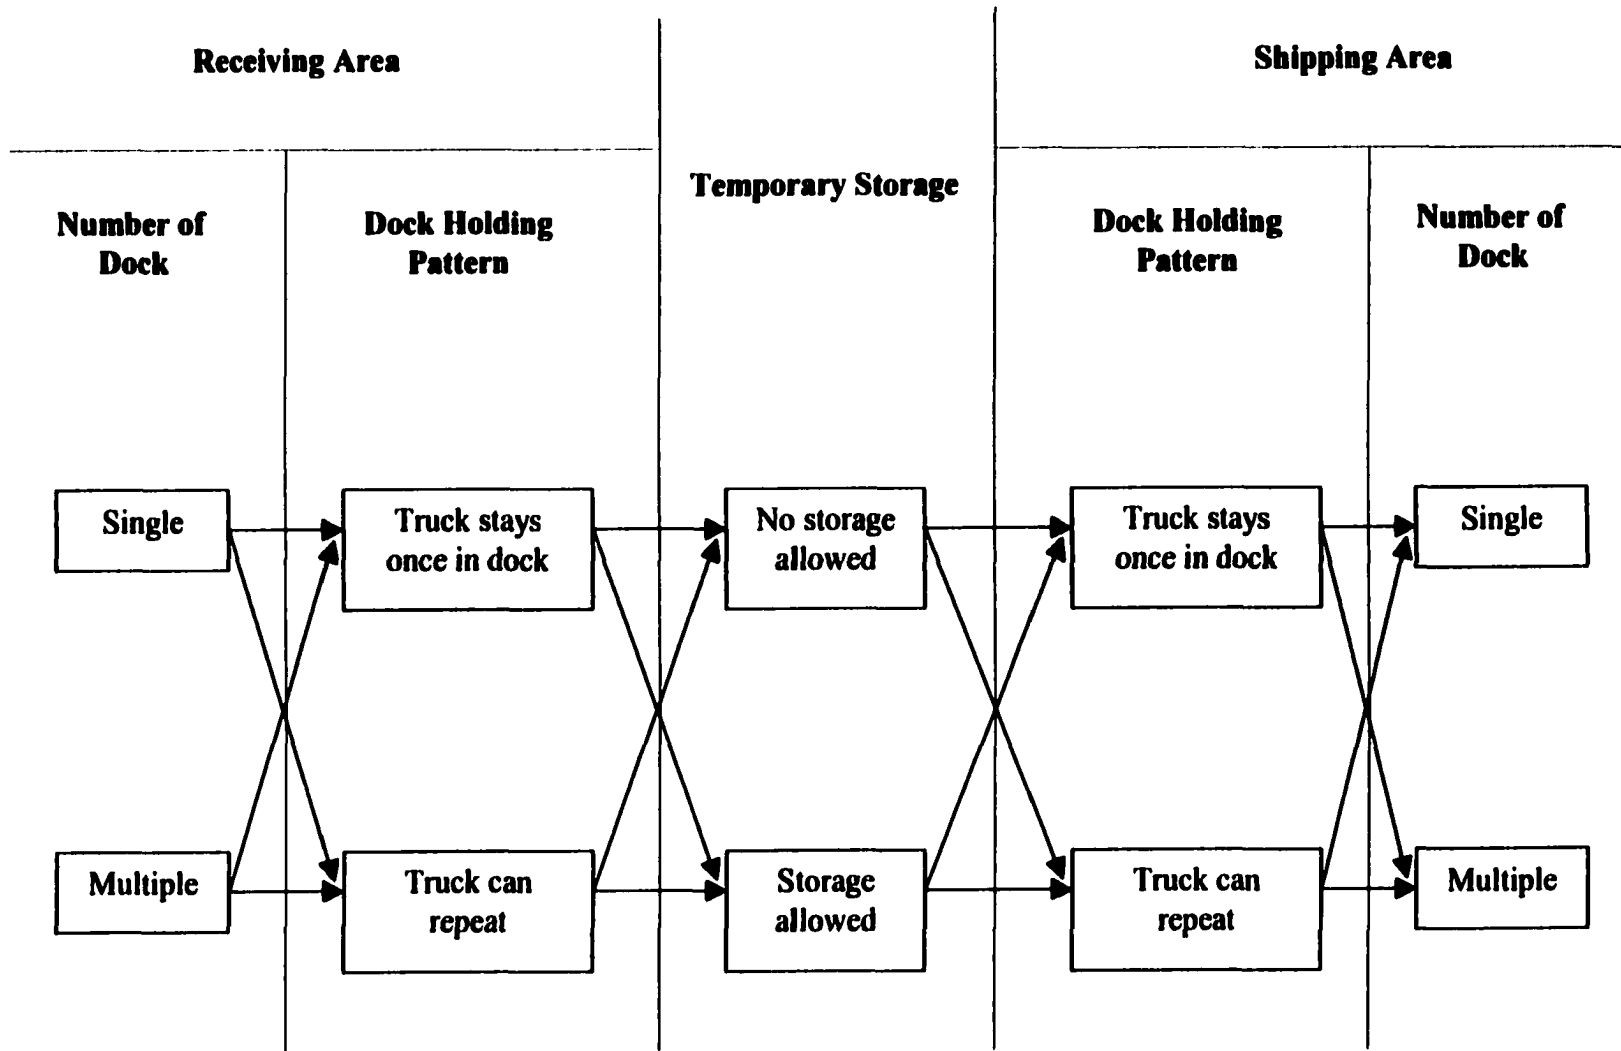 Receiving Area
Shipping Area
Temporary Storage
Number of
Dock
Dock Holding
Pattern
Dock Holding
Pattern
Number of
Dock
Single
Truck stays
once in dock
No storage
allowed
Truck stays
once in dock
Single
Multiple
Truck can
repeat
Storage
allowed
Truck can
repeat
Multiple